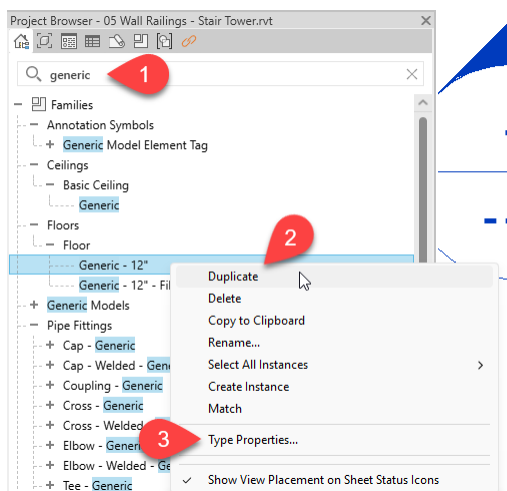 Project Browser - 05 Wall Railings - Stair Tower.rvt
generic
1
Families
Annotation Symbols
Generic Model Element Tag
Ceilings
Basic Ceiling
Generic
Floors
Floor
2
Generic - 12"
Generic - 12" - Fil
Generic Models
Pipe Fittings
Cap - Generic
Cap - Welded - Gene
Coupling - Generic
Cross - Generic
Cross - Welded -
Elbow - Generic
Elbow - Welded - Ge
Tee - Generic
Duplicate
Delete
Copy to Clipboard
Rename...
Select All Instances
Create Instance
Match
3
Type Properties...
Show View Placement on Sheet Status Icons